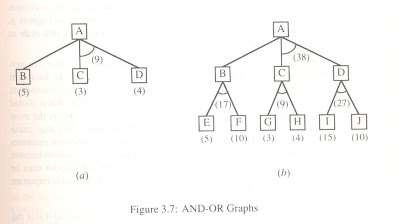 A A
(9) (38)
B C D B C D
(5) (3) (4) (17) (9) (27)
E F G H I J
(5) (10) (3) (4) (15) (10)
(a) (b)
Figure 3.7: AND-OR Graphs